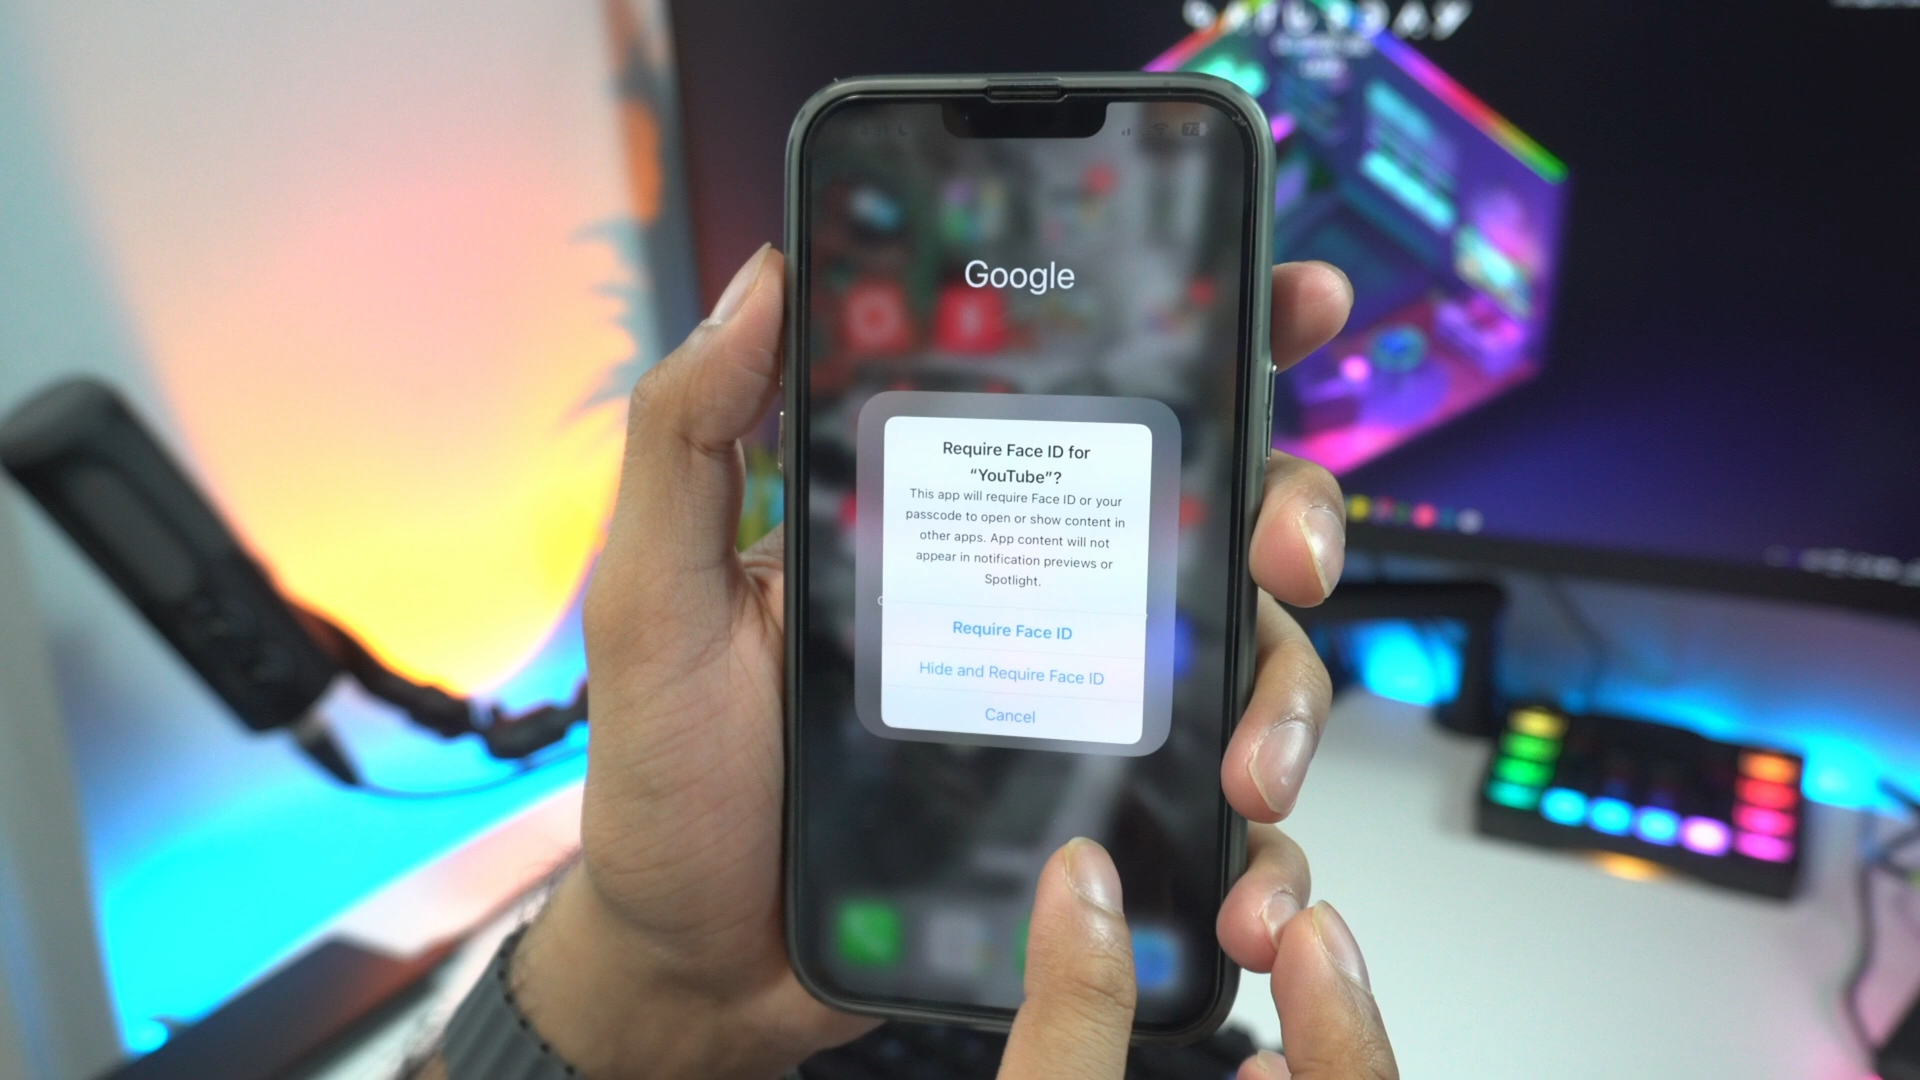 SATURDAY
Google
Require Face ID for
“YouTube”?
This app will require Face ID or your
passcode to open or show content in
other apps. App content will not
appear in notification previews or
Spotlight.
Require Face ID
Hide and Require Face ID
Cancel